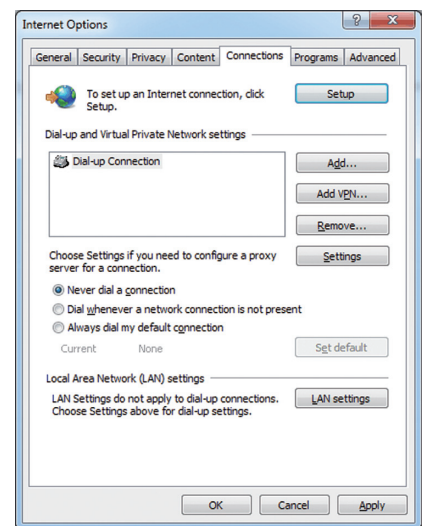 Internet Options
General Security Privacy Content Connections Programs Advanced
To set up an Internet connection, click
Setup.
Setup
Dial-up and Virtual Private Network settings
Dial-up Connection
Add...
Add VPN...
Remove...
Choose Settings if you need to configure a proxy
server for a connection.
Settings
Never dial a connection
Dial whenever a network connection is not present
Always dial my default connection
Current None
Set default
Local Area Network (LAN) settings
LAN Settings do not apply to dial-up connections.
Choose Settings above for dial-up settings.
LAN settings
OK Cancel Apply